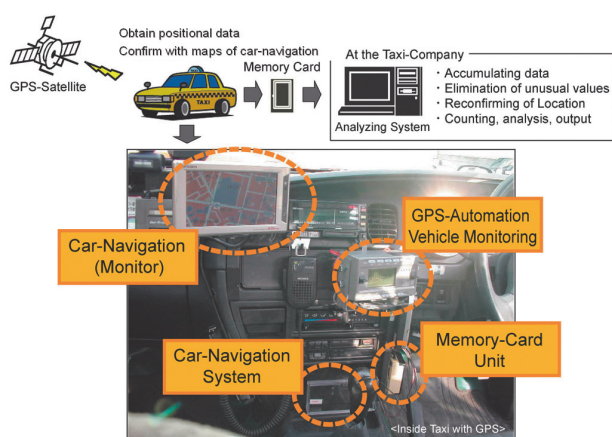 Obtain positional data
Confirm with maps of car-navigation
Memory Card
GPS-Satellite
TAXI
At the Taxi-Company
・Accumulating data
・Elimination of unusual values
・Reconfirming of Location
・Counting, analysis, output
Analyzing System
Car-Navigation
(Monitor)
GPS-Automation
Vehicle Monitoring
Car-Navigation
System
Memory-Card
Unit
<Inside Taxi with GPS>